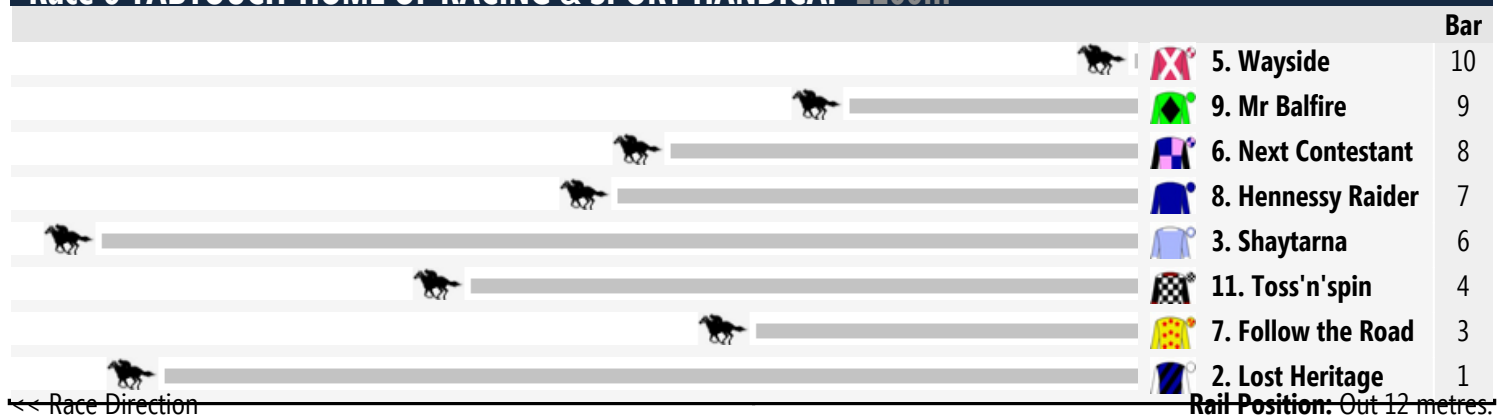 Bar
5. Wayside 10
9. Mr Balfire 9
6. Next Contestant 8
8. Hennessy Raider 7
3. Shaytarna 6
11. Toss'n'spin 4
7. Follow the Road 3
2. Lost Heritage 1
<< Race Direction Rail Position: Out 12 metres.